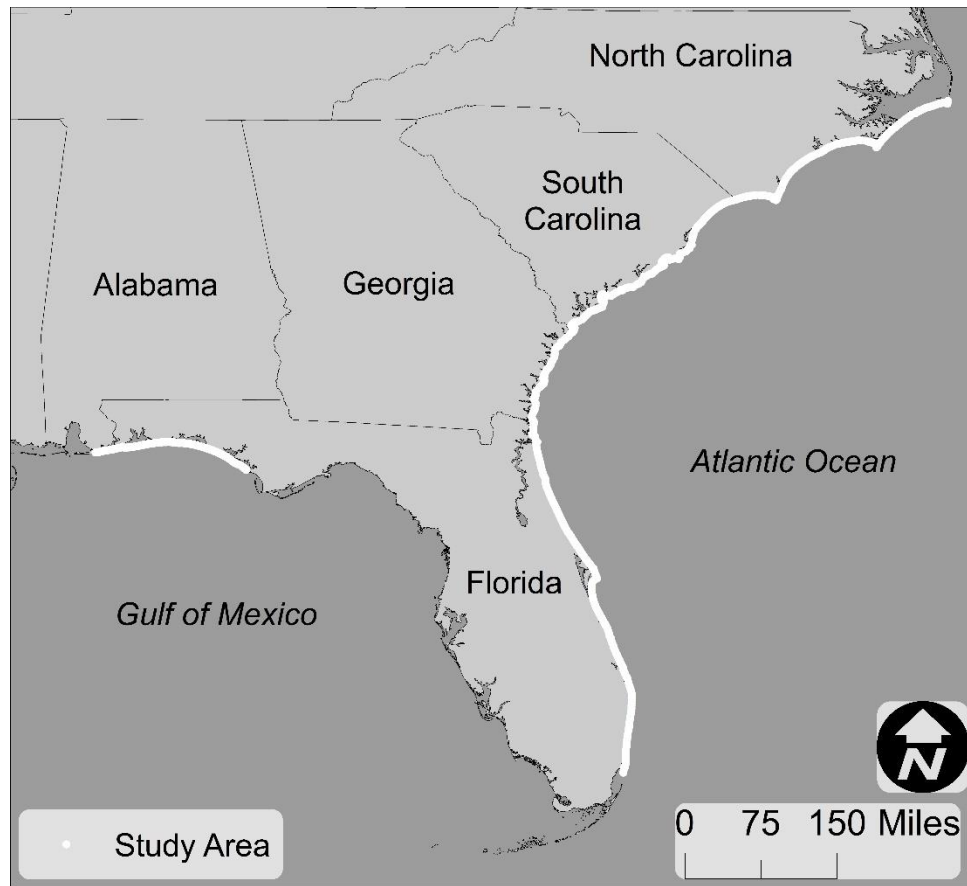 North Carolina
South
Carolina
Alabama
Georgia
Atlantic Ocean
Florida
Gulf of Mexico
N
0 75 150 Miles
Study Area